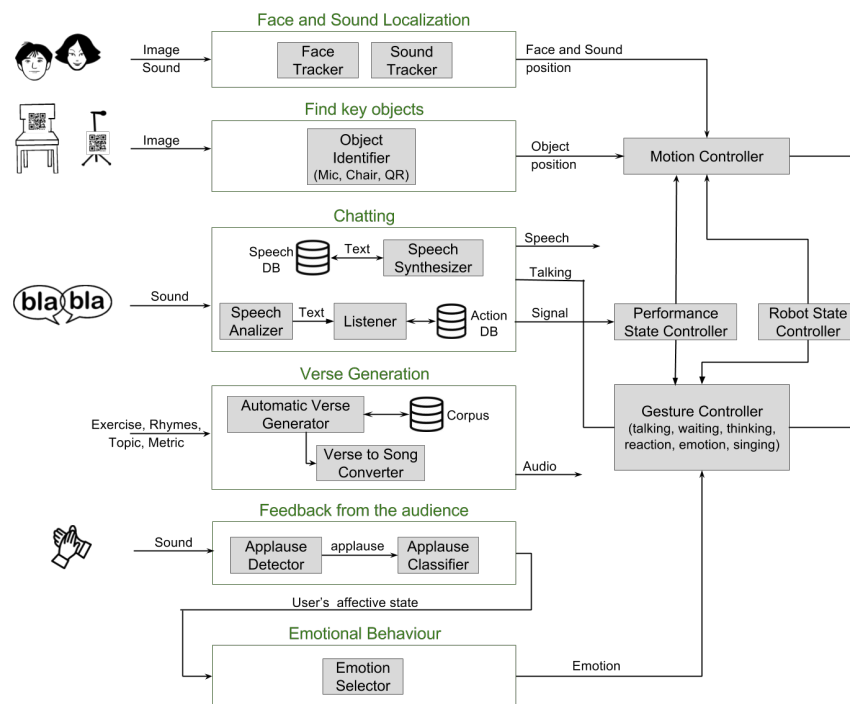 Face and Sound Localization
Image
Sound
Face
Tracker
Sound
Tracker
Face and Sound
position
Find key objects
Image
Object
Identifier
(Mic, Chair, QR)
Object
position
Motion Controller
Chatting
Speech
DB
Text
Speech
Synthesizer
Speech
Talking
bla bla
Sound
Speech
Analizer
Text
Listener
Action
DB
Signal
Performance
State Controller
Robot State
Controller
Verse Generation
Exercise, Rhymes,
Topic, Metric
Automatic Verse
Generator
Corpus
Verse to Song
Converter
Audio
Gesture Controller
(talking, waiting, thinking,
reaction, emotion, singing)
Feedback from the audience
Sound
Applause
Detector
applause
Applause
Classifier
User's affective state
Emotional Behaviour
Emotion
Selector
Emotion